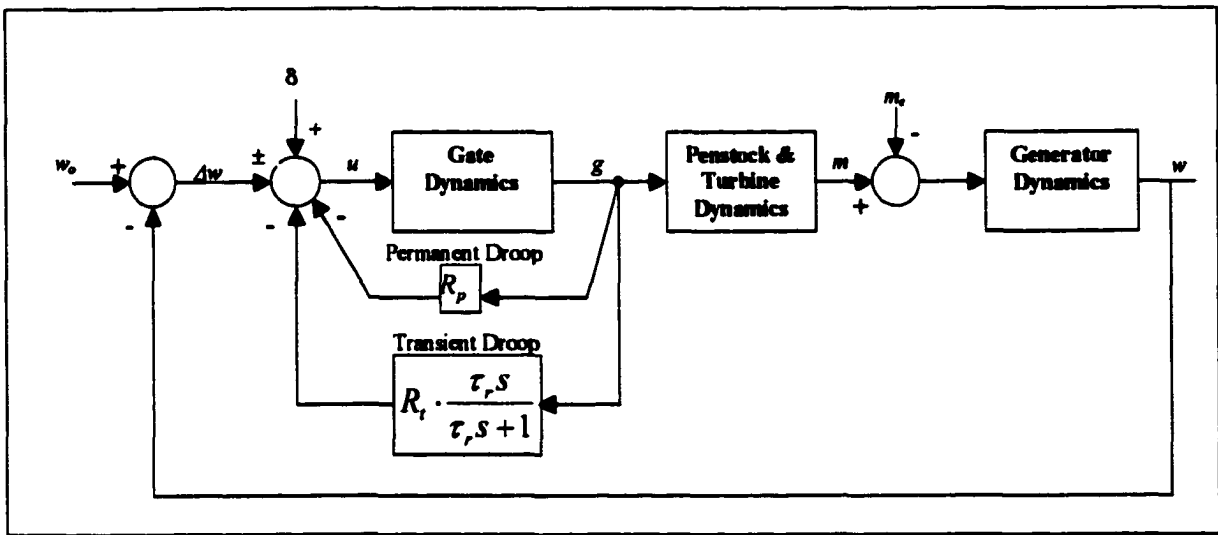 δ
+
m_e
-
w_o
+
Δw
±
u
Gate
Dynamics
g
Penstock &
Turbine
Dynamics
m
+
Generator
Dynamics
w
-
-
-
Permanent Droop
R_p
Transient Droop
R_t · τ_r s / (τ_r s + 1)